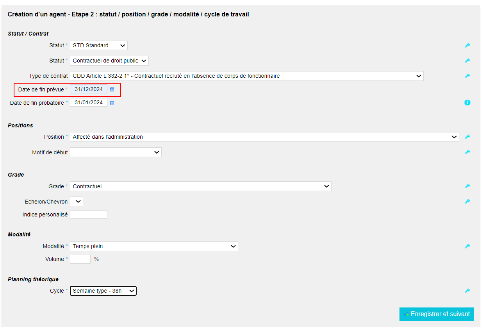 Création d'un agent - Etape 2 : statut / position / grade / modalité / cycle de travail
Statut / Contrat
Statut * STD Standard
Statut * Contractuel de droit public
Type de contrat CDD Article L 332-2 1° - Contractuel recruté en l'absence de corps de fonctionnaire
Date de fin prévue * 31/12/2024
Date de fin probatoire * 31/01/2024
Positions
Position * Affecté dans l'administration
Motif de début
Grade
Grade * Contractuel
Echelon/Chevron
Indice personnalisé
Modalité
Modalité * Temps plein
Volume * %
Planning théorique
Cycle * Semaine type - 38h
Enregistrer et suivant